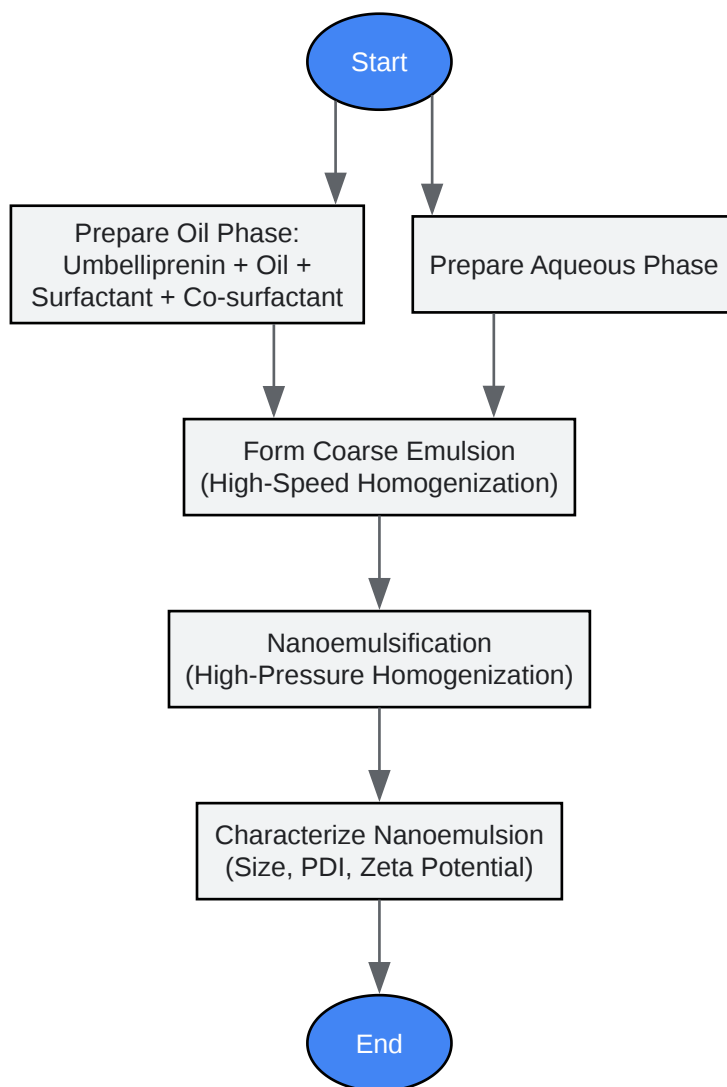 Start
Prepare Oil Phase:
Umbelliprenin + Oil +
Surfactant + Co-surfactant
Prepare Aqueous Phase
Form Coarse Emulsion
(High-Speed Homogenization)
Nanoemulsification
(High-Pressure Homogenization)
Characterize Nanoemulsion
(Size, PDI, Zeta Potential)
End